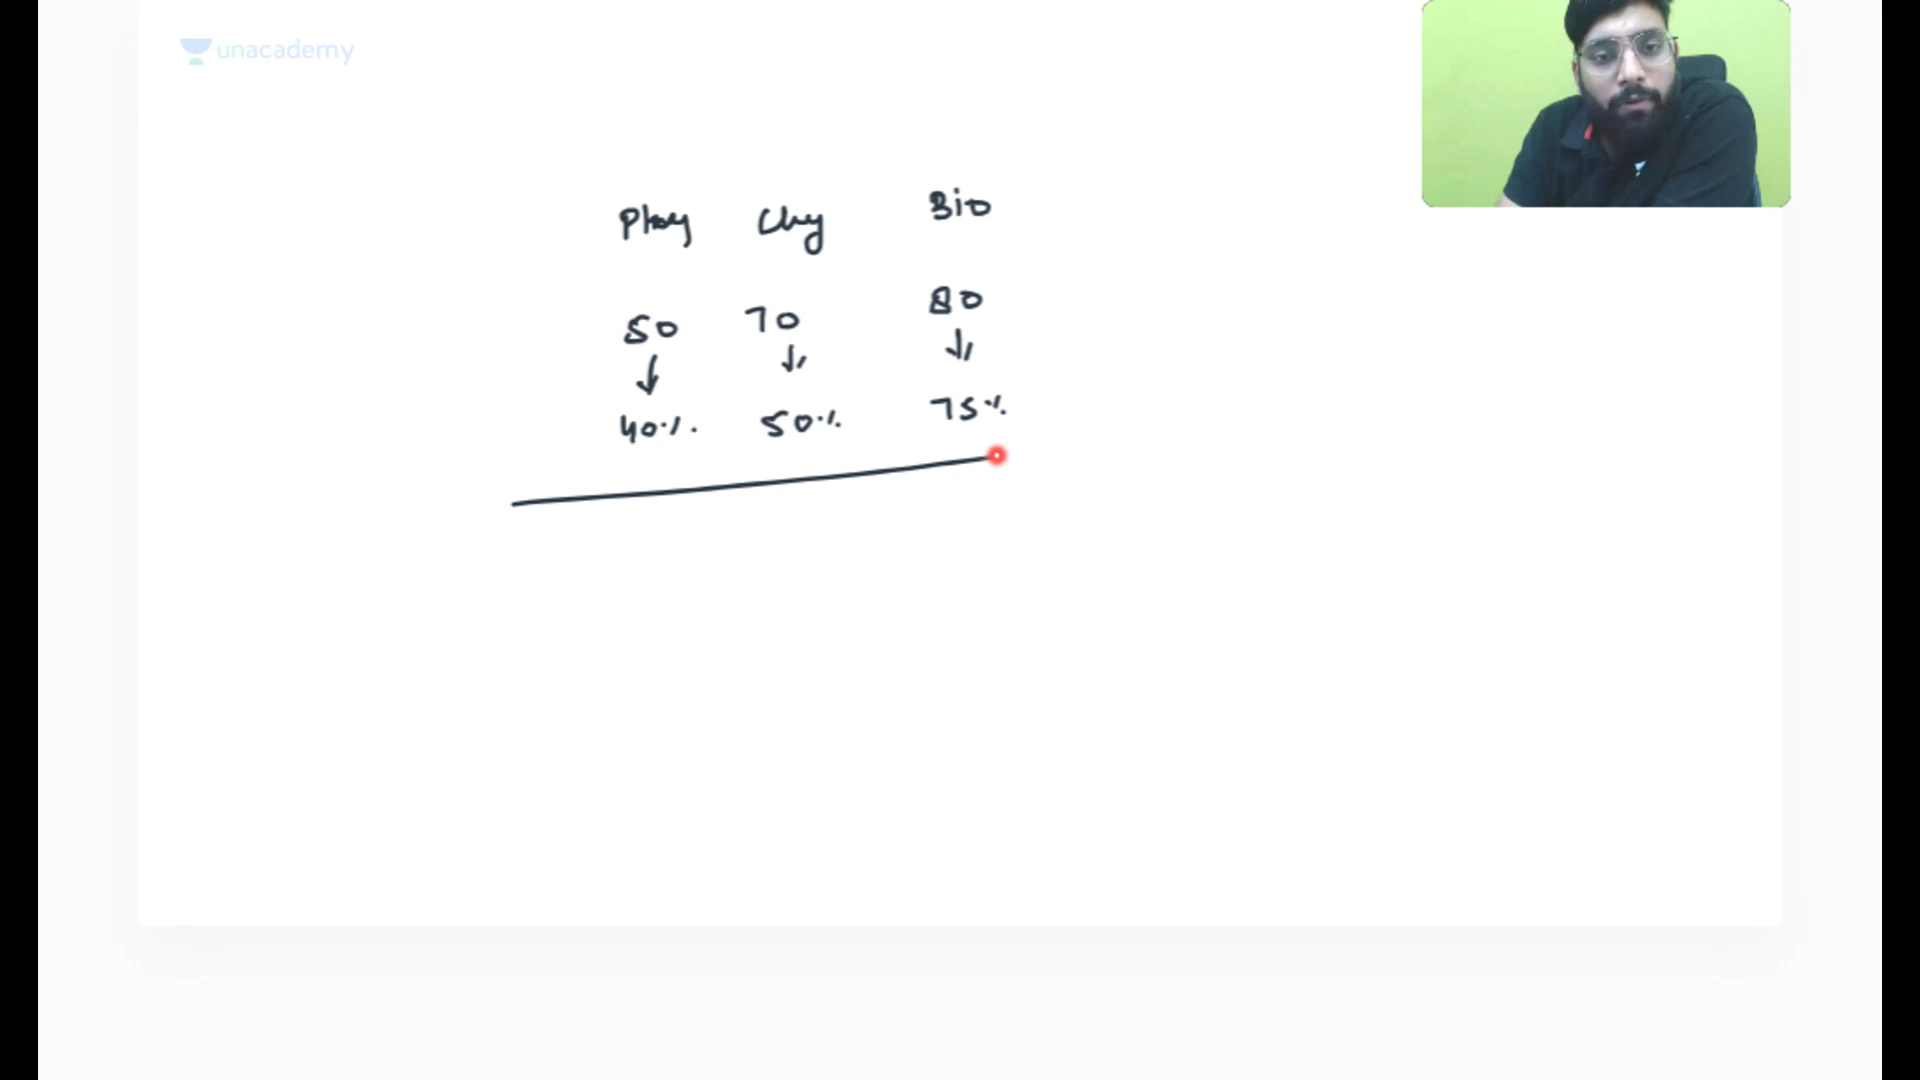 unacademy
Phy Chy Bio
50 70 80
↓ ↓ ↓
40% 50% 75%